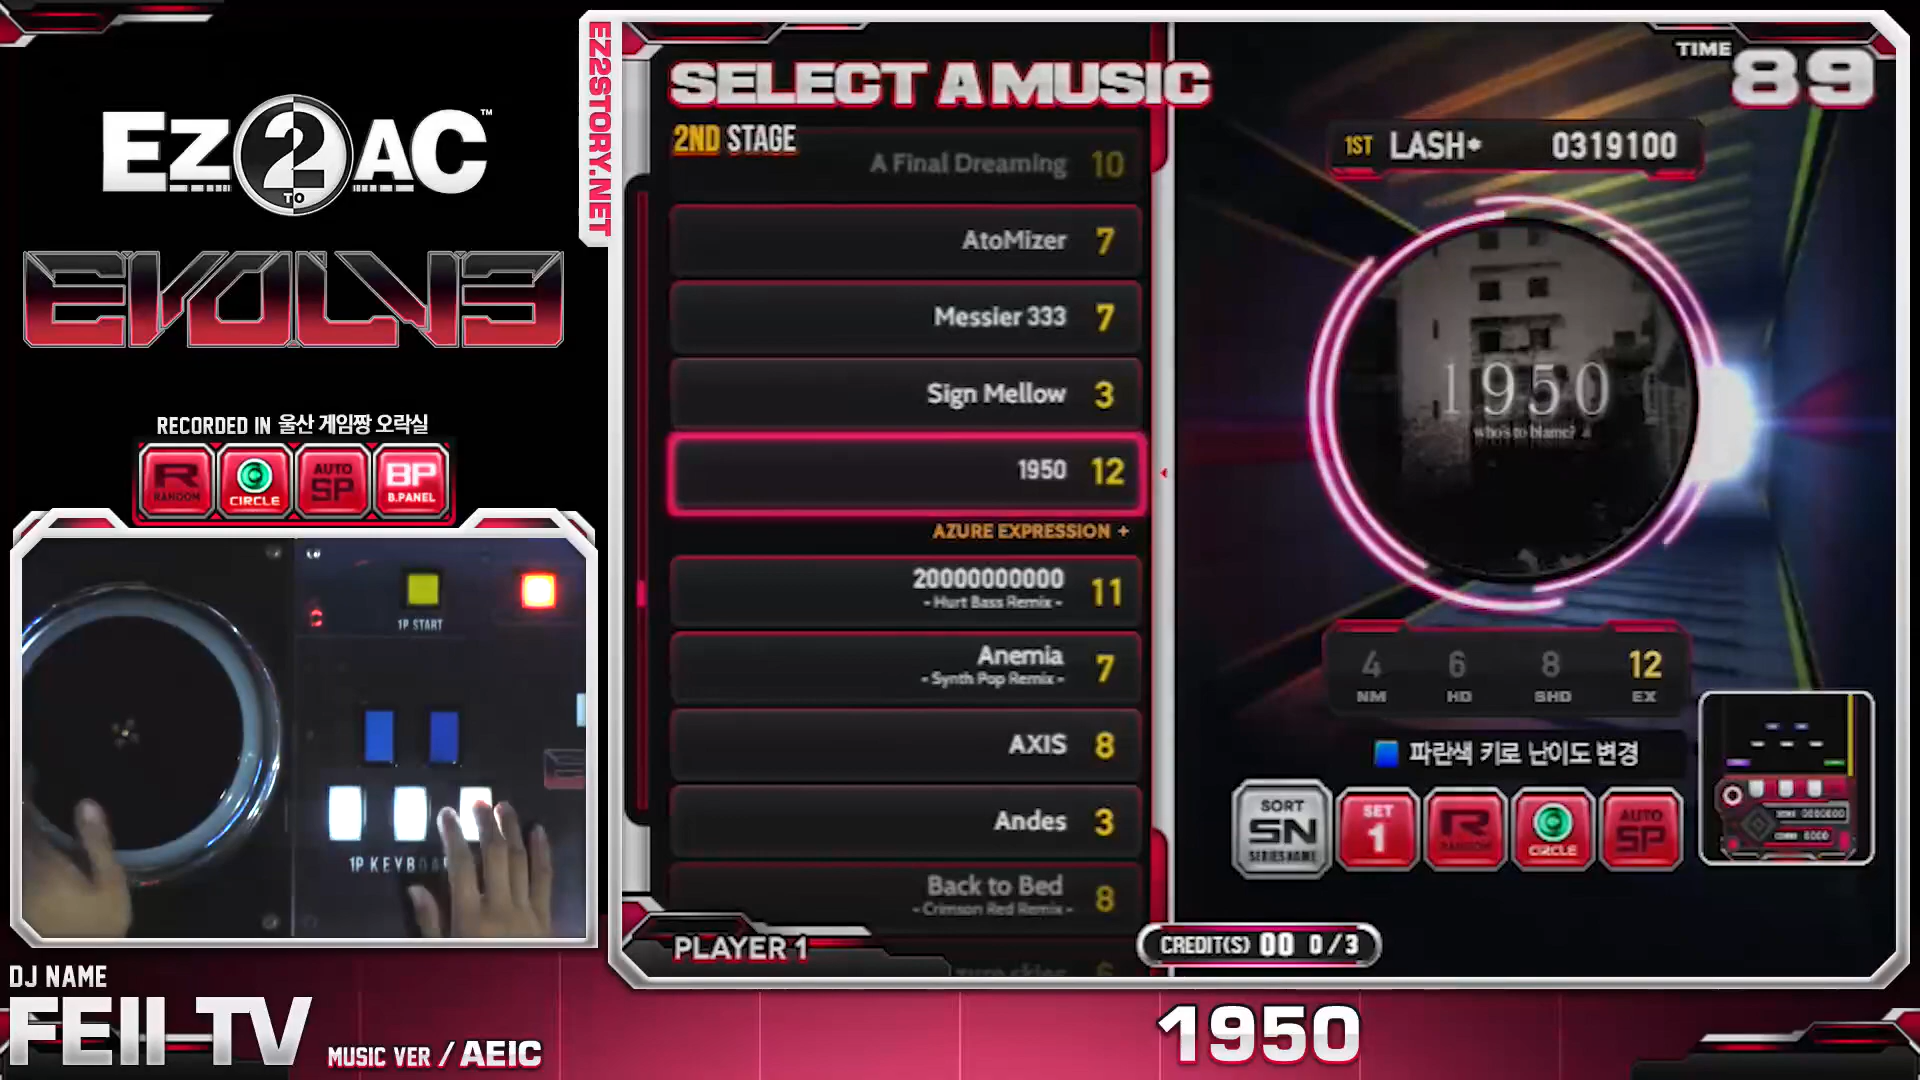 EZ2AC™
TO
EVOLVE
RECORDED IN 울산 게임짱 오락실
R RANDOM
CIRCLE
AUTO SP
BP B.PANEL
1P START
1P KEYBOA
DJ NAME
FEII-TV
MUSIC VER / AEIC
EZ2STORY.NET
SELECT A MUSIC
2ND STAGE
A Final Dreaming 10
AtoMizer 7
Messier 333 7
Sign Mellow 3
1950 12
AZURE EXPRESSION +
20000000000 11
- Hurt Bass Remix -
Anemia 7
- Synth Pop Remix -
AXIS 8
Andes 3
Back to Bed 8
- Crimson Red Remix -
PLAYER 1
CREDIT(S) 00 0/3
TIME 89
1ST LASH* 0319100
1950
who's to blame?
4 6 8 12
NM HD SHD EX
파란색 키로 난이도 변경
SORT SN SERIES NAME
SET 1
R RANDOM
CIRCLE
AUTO SP
1950